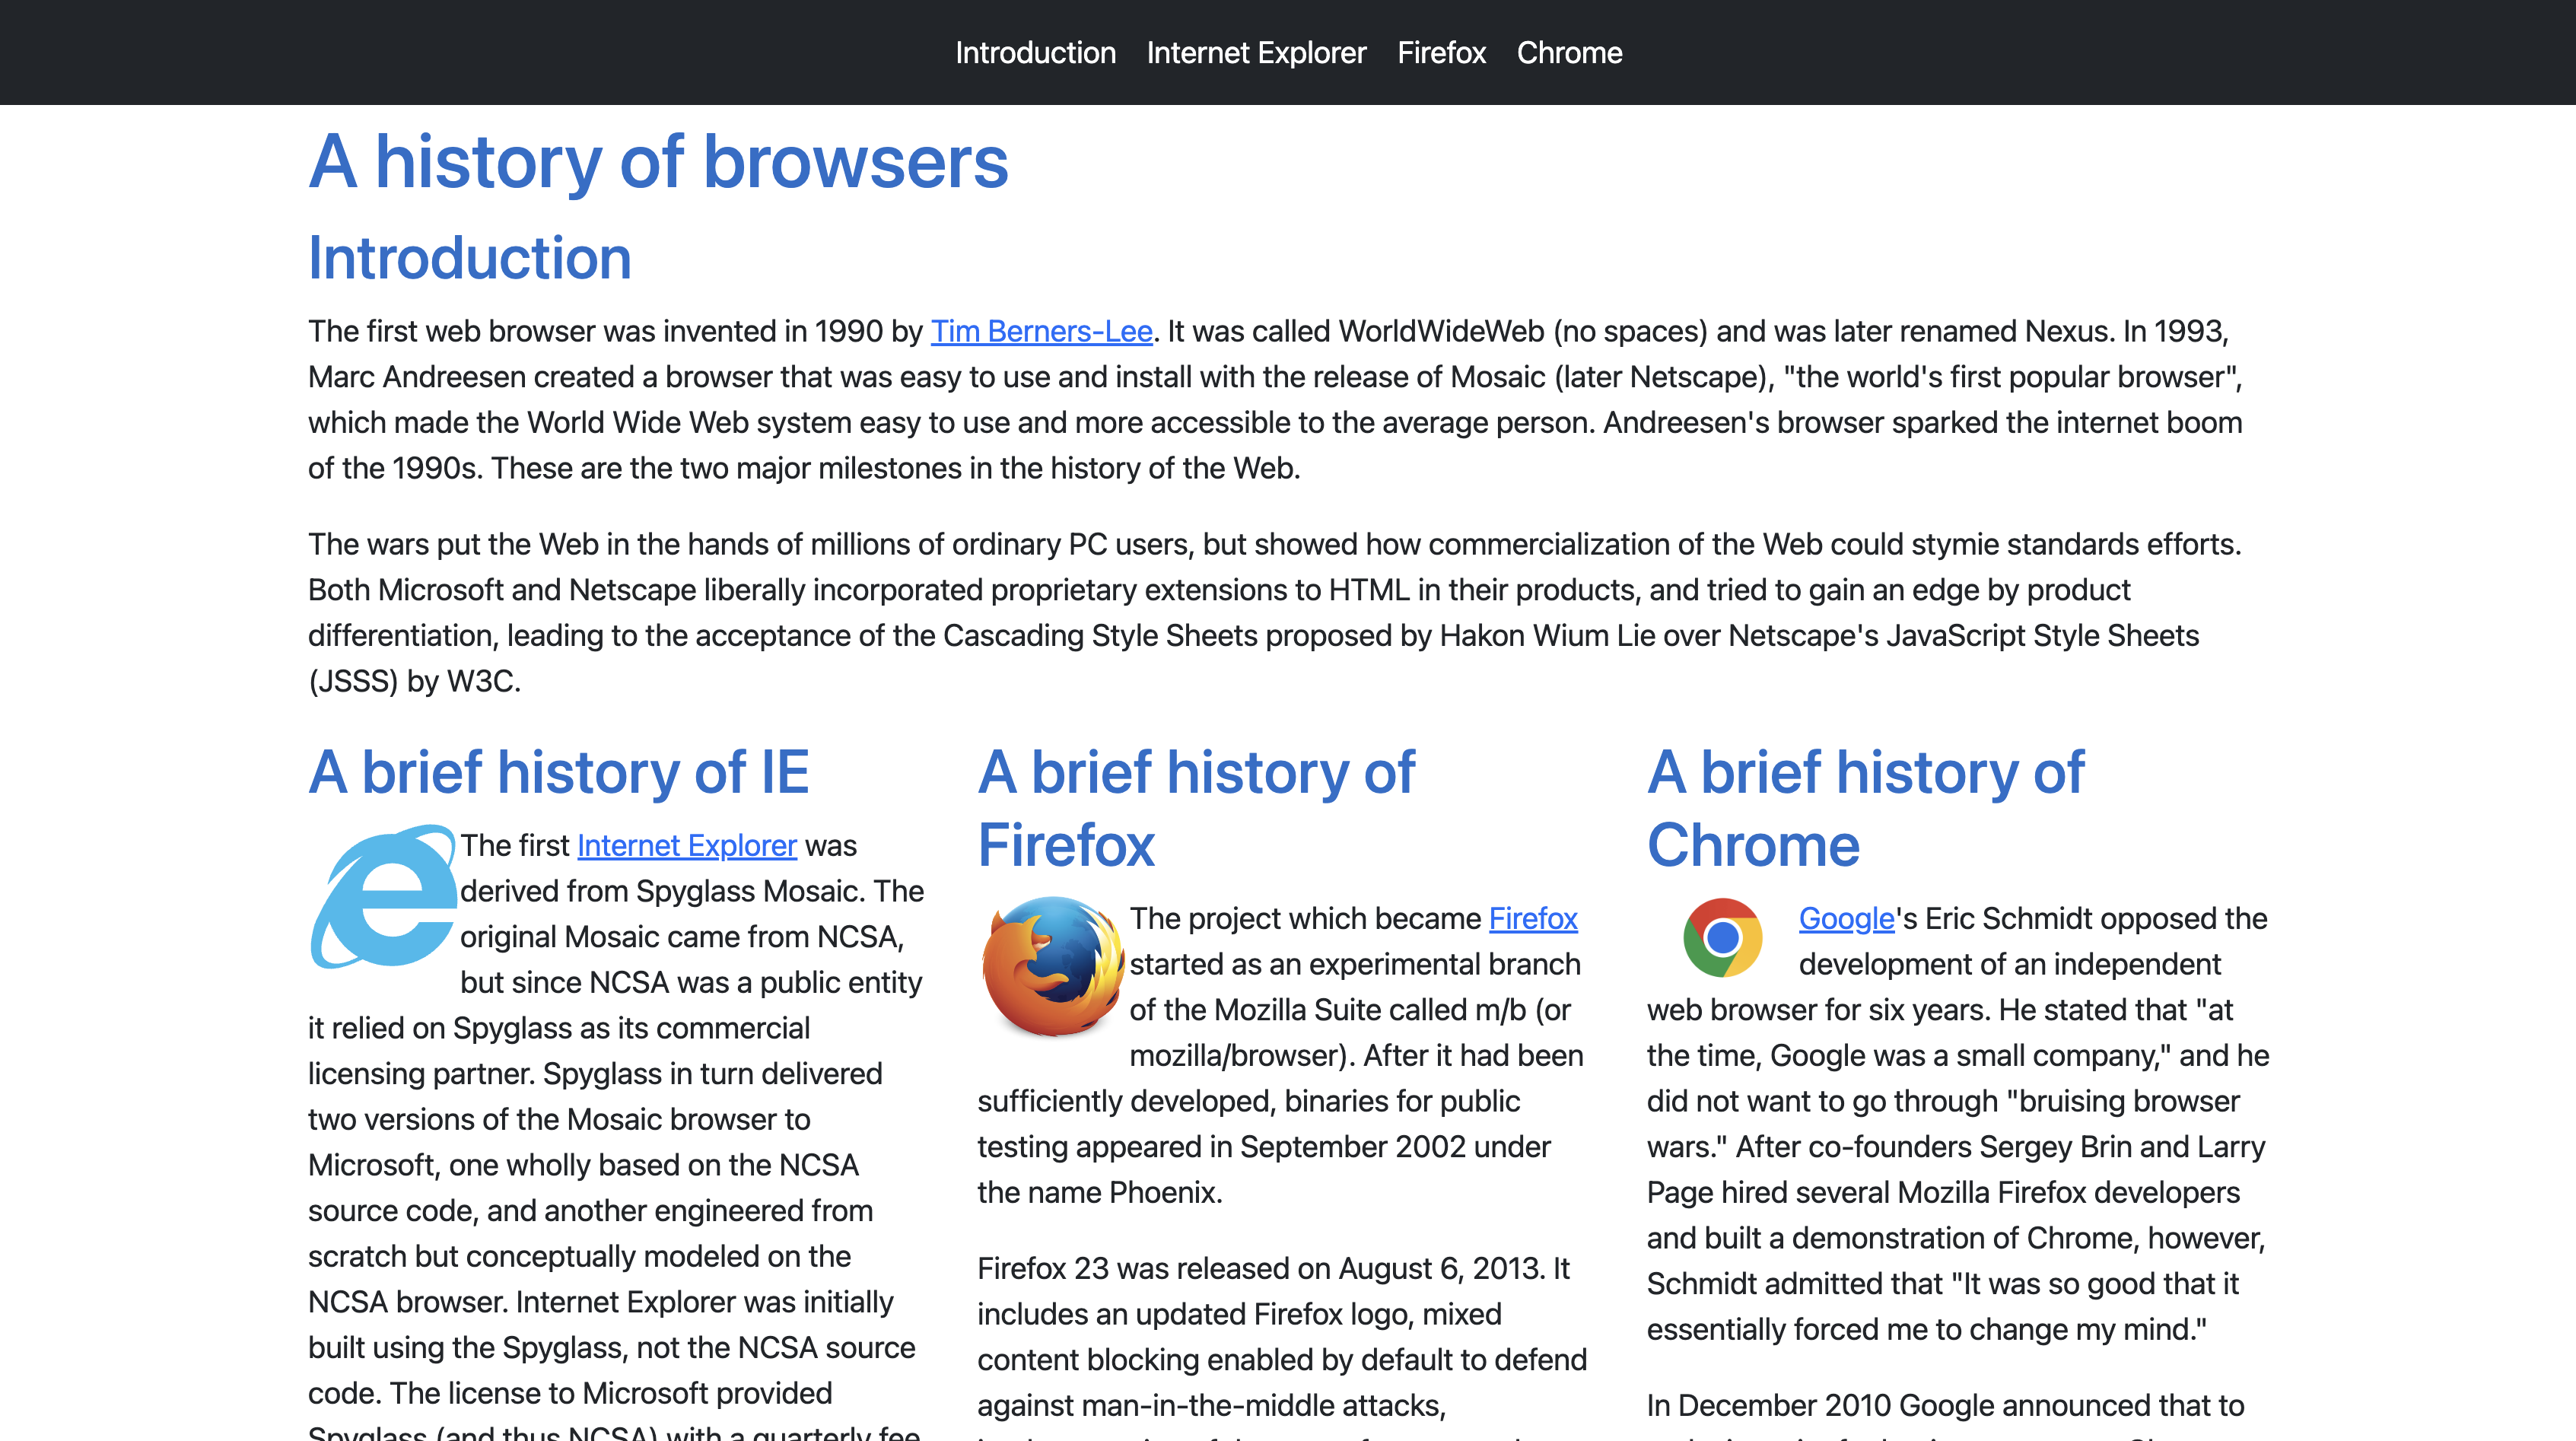 Introduction Internet Explorer Firefox Chrome
A history of browsers
Introduction
The first web browser was invented in 1990 by Tim Berners-Lee. It was called WorldWideWeb (no spaces) and was later renamed Nexus. In 1993,
Marc Andreesen created a browser that was easy to use and install with the release of Mosaic (later Netscape), "the world's first popular browser",
which made the World Wide Web system easy to use and more accessible to the average person. Andreesen's browser sparked the internet boom
of the 1990s. These are the two major milestones in the history of the Web.
The wars put the Web in the hands of millions of ordinary PC users, but showed how commercialization of the Web could stymie standards efforts.
Both Microsoft and Netscape liberally incorporated proprietary extensions to HTML in their products, and tried to gain an edge by product
differentiation, leading to the acceptance of the Cascading Style Sheets proposed by Hakon Wium Lie over Netscape's JavaScript Style Sheets
(JSSS) by W3C.
A brief history of IE
The first Internet Explorer was
derived from Spyglass Mosaic. The
original Mosaic came from NCSA,
but since NCSA was a public entity
it relied on Spyglass as its commercial
licensing partner. Spyglass in turn delivered
two versions of the Mosaic browser to
Microsoft, one wholly based on the NCSA
source code, and another engineered from
scratch but conceptually modeled on the
NCSA browser. Internet Explorer was initially
built using the Spyglass, not the NCSA source
code. The license to Microsoft provided
Spyglass (and thus NCSA) with a quarterly fee
A brief history of
Firefox
The project which became Firefox
started as an experimental branch
of the Mozilla Suite called m/b (or
mozilla/browser). After it had been
sufficiently developed, binaries for public
testing appeared in September 2002 under
the name Phoenix.
Firefox 23 was released on August 6, 2013. It
includes an updated Firefox logo, mixed
content blocking enabled by default to defend
against man-in-the-middle attacks,
A brief history of
Chrome
Google's Eric Schmidt opposed the
development of an independent
web browser for six years. He stated that "at
the time, Google was a small company," and he
did not want to go through "bruising browser
wars." After co-founders Sergey Brin and Larry
Page hired several Mozilla Firefox developers
and built a demonstration of Chrome, however,
Schmidt admitted that "It was so good that it
essentially forced me to change my mind."
In December 2010 Google announced that to